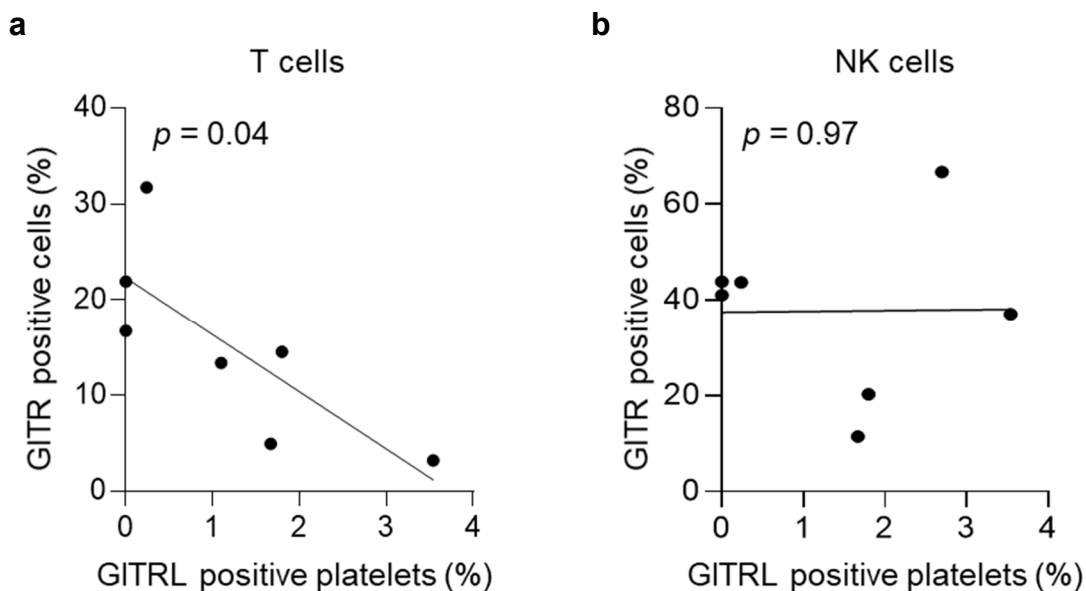 a
T cells
p = 0.04
40
30
20
10
0
0 1 2 3 4
GITR positive cells (%)
GITRL positive platelets (%)
b
NK cells
p = 0.97
80
60
40
20
0
0 1 2 3 4
GITR positive cells (%)
GITRL positive platelets (%)